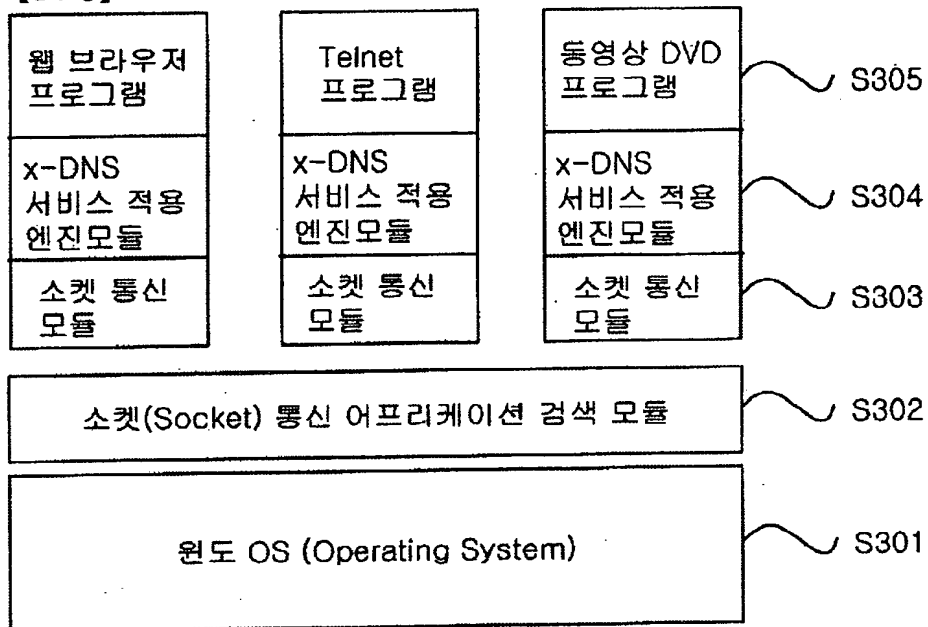 웹 브라우저
프로그램
Telnet
프로그램
동영상 DVD
프로그램
S305
x-DNS
서비스 적용
엔진모듈
x-DNS
서비스 적용
엔진모듈
x-DNS
서비스 적용
엔진모듈
S304
소켓 통신
모듈
소켓 통신
모듈
소켓 통신
모듈
S303
소켓(Socket) 통신 어프리케이션 검색 모듈
S302
윈도 OS (Operating System)
S301